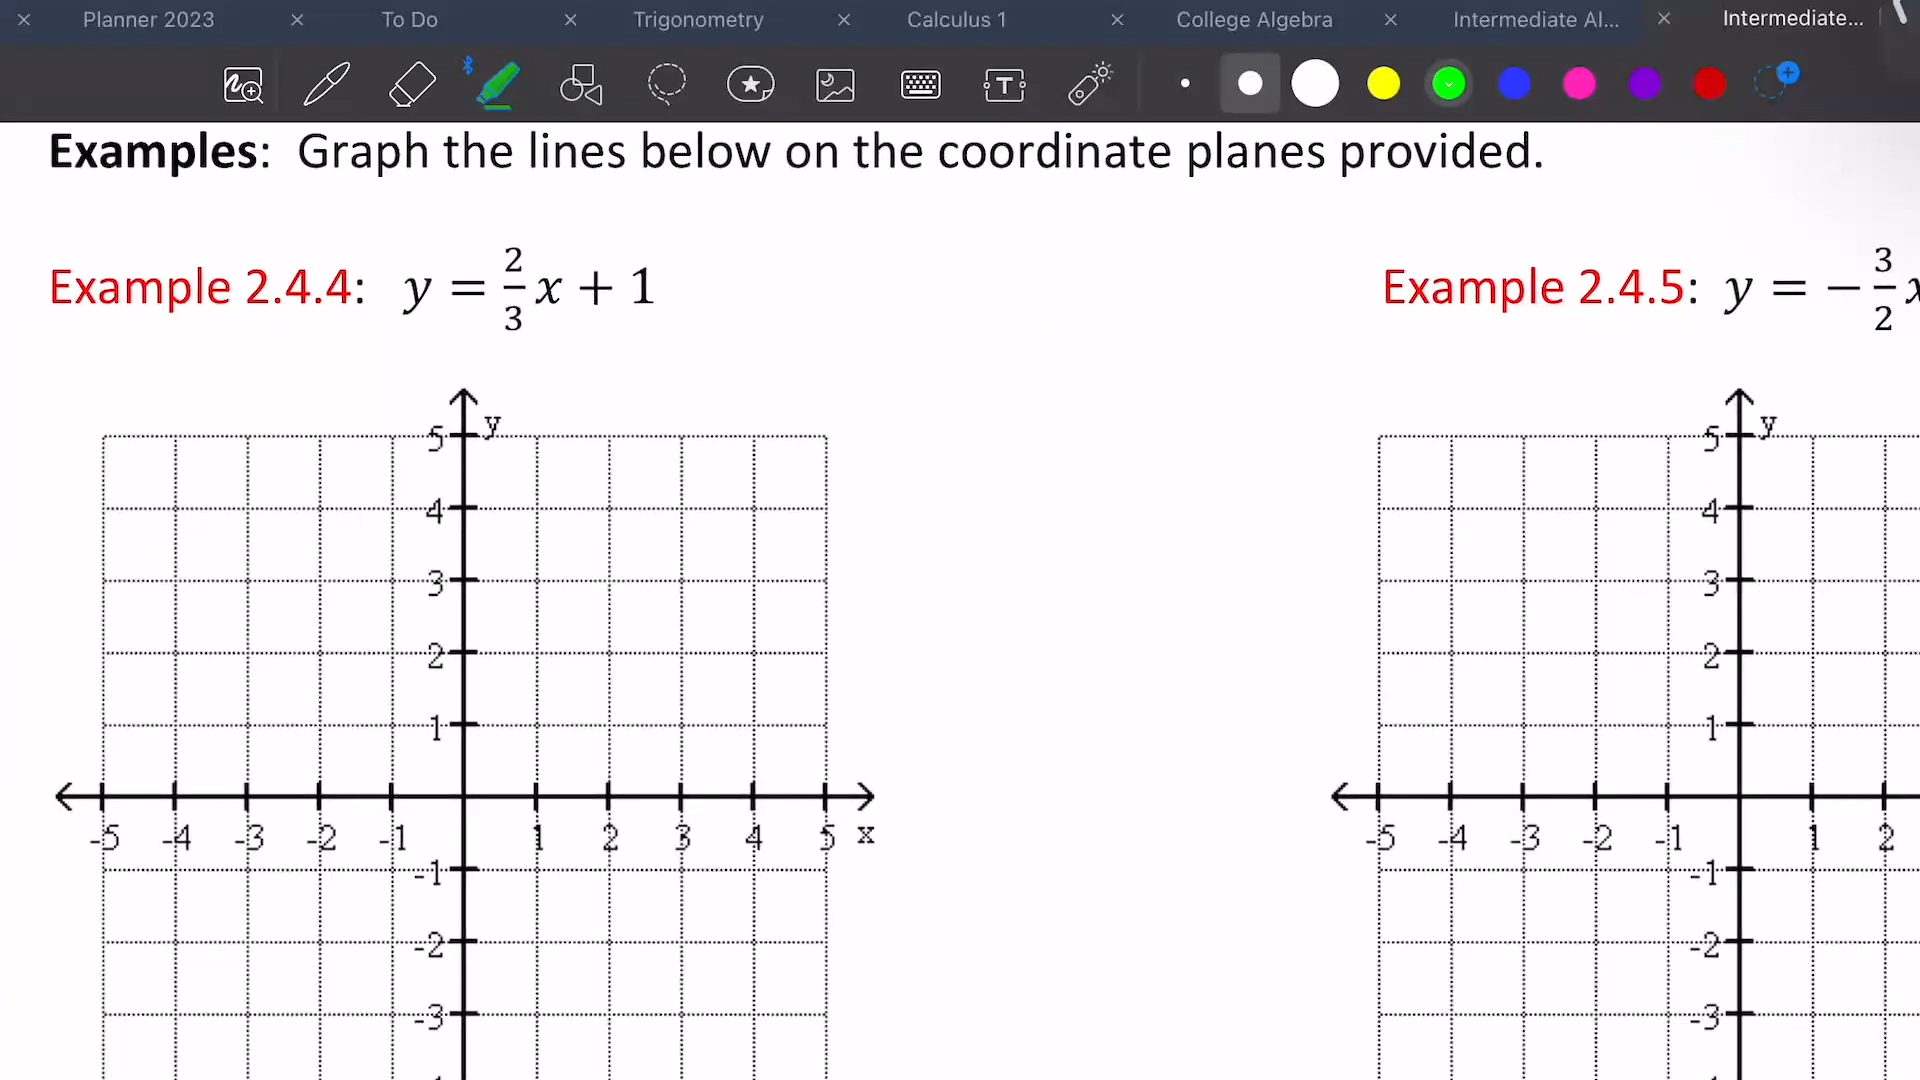 Planner 2023 To Do Trigonometry Calculus 1 College Algebra Intermediate Al... Intermediate...
Examples: Graph the lines below on the coordinate planes provided.
Example 2.4.4: y = 2/3 x + 1
Example 2.4.5: y = − 3/2
y
5
4
3
2
1
-5 -4 -3 -2 -1 1 2 3 4 5 x
-1
-2
-3
y
5
4
3
2
1
-5 -4 -3 -2 -1 1 2
-1
-2
-3